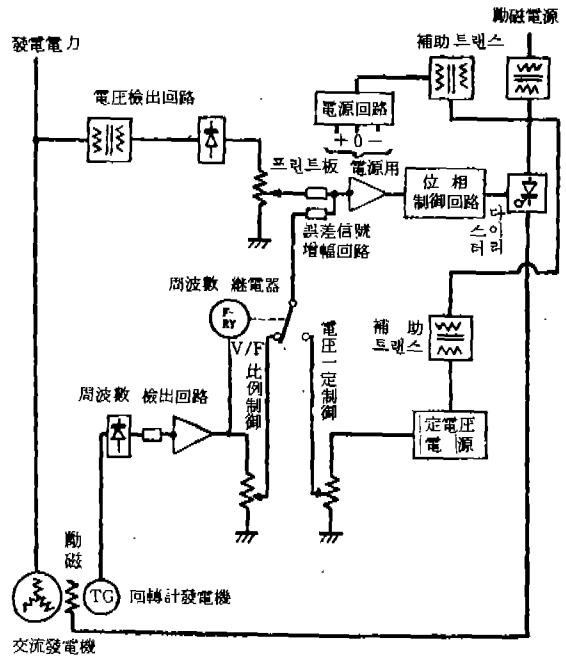 勵磁電源
發電電力
補助트랜스
電圧檢出回路
電源回路
+ 0 −
프린트板 電源用
位相
制御回路
다이리
스터
誤差信號
增幅回路
周波數 継電器
F-
RY
V/F
比例制御
電圧一定制御
補助
트랜스
周波數 檢出回路
定電圧
電源
勵磁
TG
回轉計發電機
交流發電機